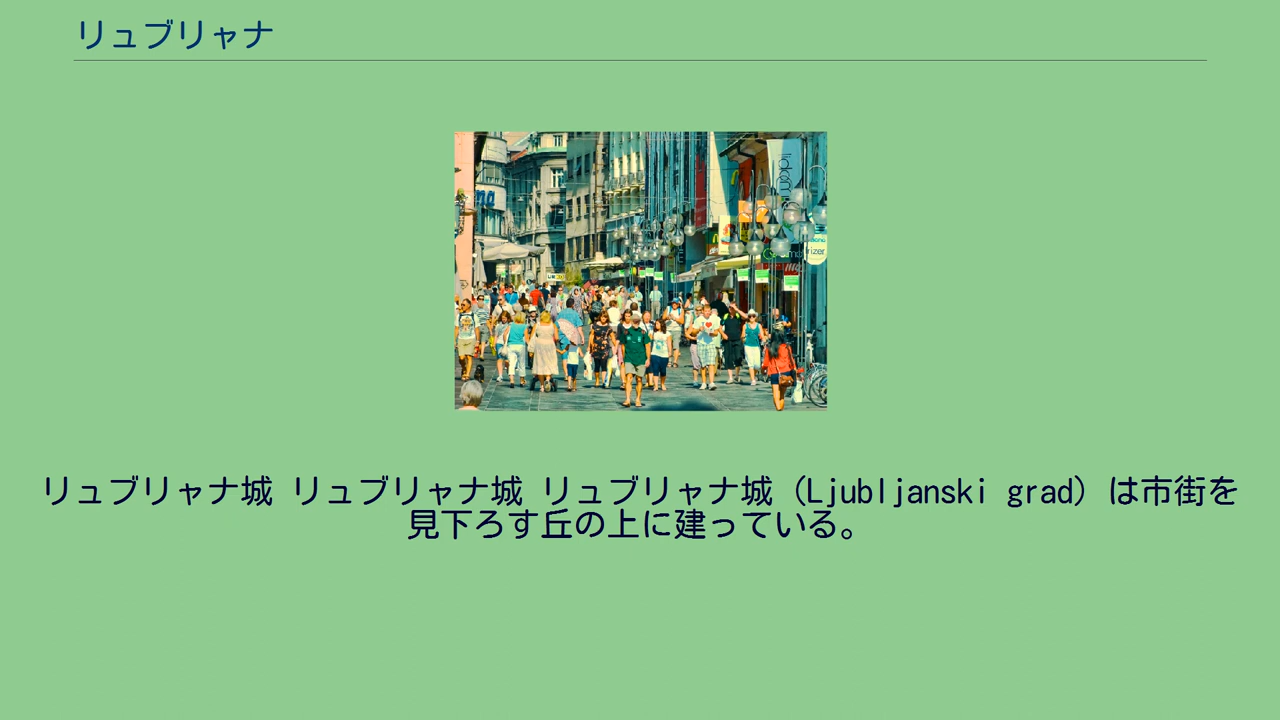 リュブリャナ
リュブリャナ城 リュブリャナ城 リュブリャナ城 (Ljubljanski grad) は市街を
見下ろす丘の上に建っている。